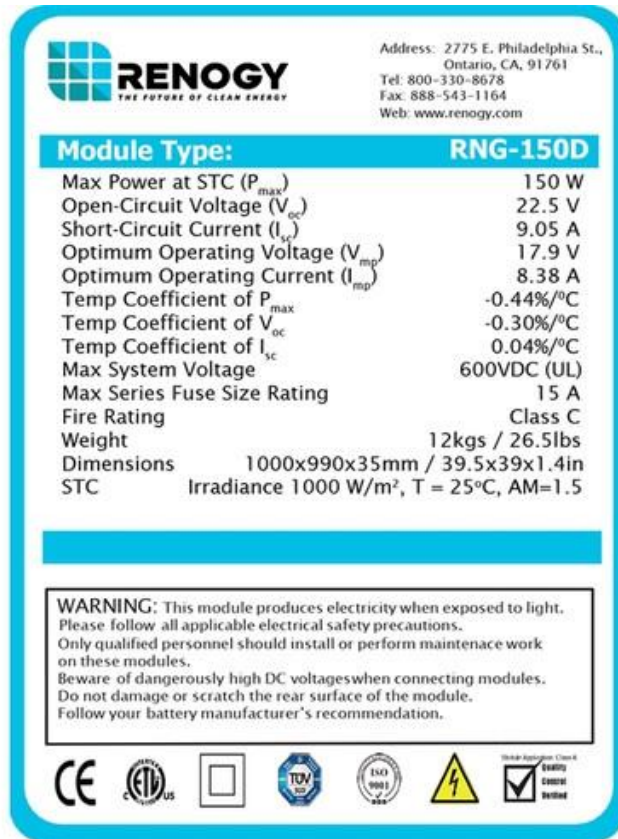 RENOGY
THE FUTURE OF CLEAN ENERGY
Address: 2775 E. Philadelphia St.,
Ontario, CA, 91761
Tel: 800-330-8678
Fax: 888-543-1164
Web: www.renogy.com
Module Type: RNG-150D
Max Power at STC (Pmax) 150 W
Open-Circuit Voltage (Voc) 22.5 V
Short-Circuit Current (Isc) 9.05 A
Optimum Operating Voltage (Vmp) 17.9 V
Optimum Operating Current (Imp) 8.38 A
Temp Coefficient of Pmax -0.44%/⁰C
Temp Coefficient of Voc -0.30%/⁰C
Temp Coefficient of Isc 0.04%/⁰C
Max System Voltage 600VDC (UL)
Max Series Fuse Size Rating 15 A
Fire Rating Class C
Weight 12kgs / 26.5lbs
Dimensions 1000x990x35mm / 39.5x39x1.4in
STC Irradiance 1000 W/m², T = 25⁰C, AM=1.5
WARNING: This module produces electricity when exposed to light.
Please follow all applicable electrical safety precautions.
Only qualified personnel should install or perform maintenace work
on these modules.
Beware of dangerously high DC voltageswhen connecting modules.
Do not damage or scratch the rear surface of the module.
Follow your battery manufacturer's recommendation.
CE
C ETL US
TÜV
ISO
9001
Quality
Control
Verified